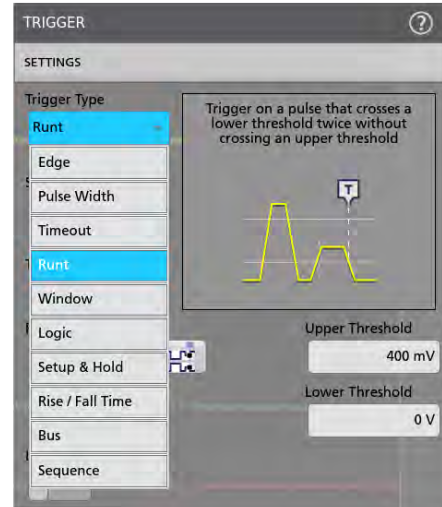 TRIGGER
?
SETTINGS
Trigger Type
Runt
Edge
Pulse Width
Timeout
Runt
Window
Logic
Setup & Hold
Rise / Fall Time
Bus
Sequence
Trigger on a pulse that crosses a
lower threshold twice without
crossing an upper threshold
T
Upper Threshold
400 mV
Lower Threshold
0 V